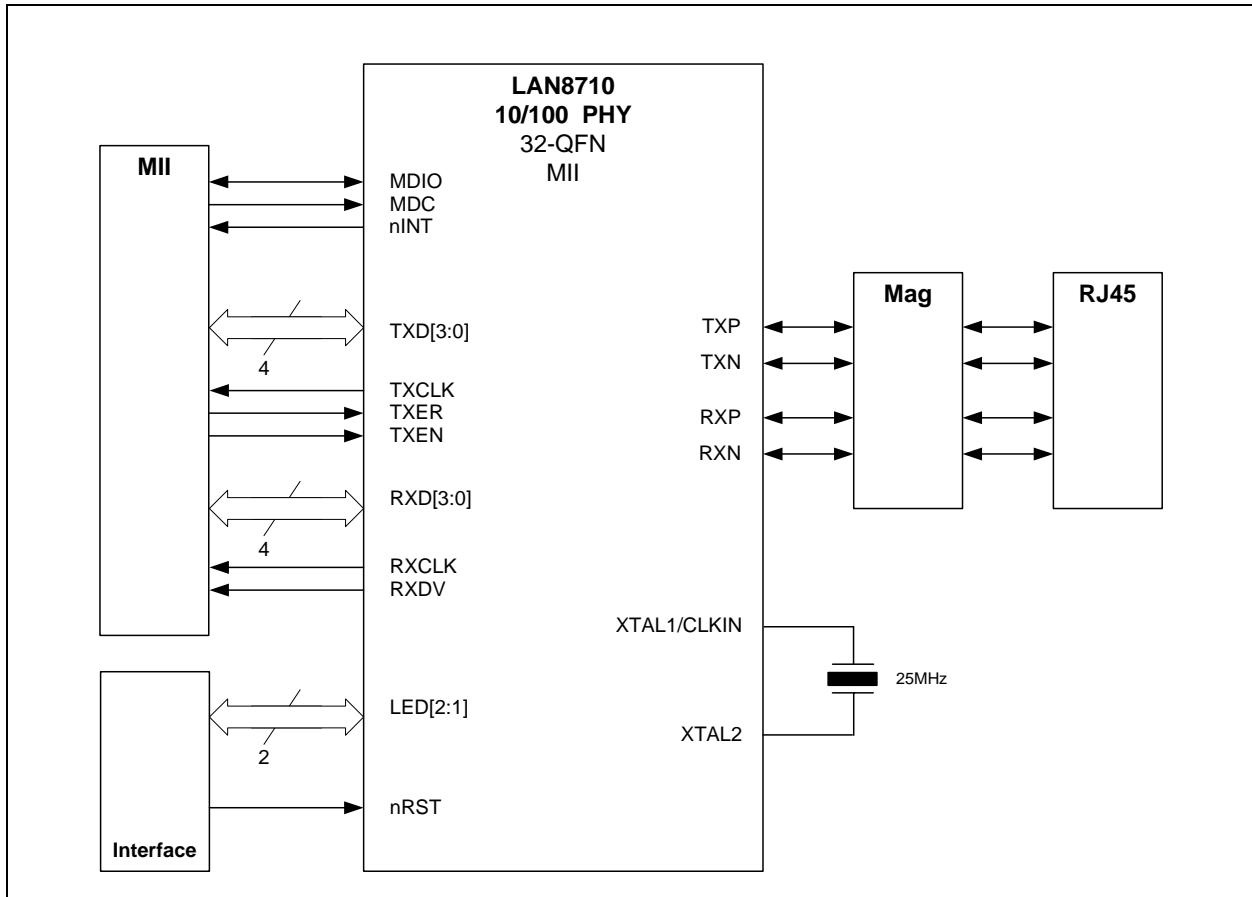 LAN8710
10/100 PHY
32-QFN
MII
MII
MDIO
MDC
nINT
TXD[3:0]
4
TXCLK
TXER
TXEN
RXD[3:0]
4
RXCLK
RXDV
LED[2:1]
2
nRST
Interface
TXP
TXN
RXP
RXN
Mag
RJ45
XTAL1/CLKIN
25MHz
XTAL2